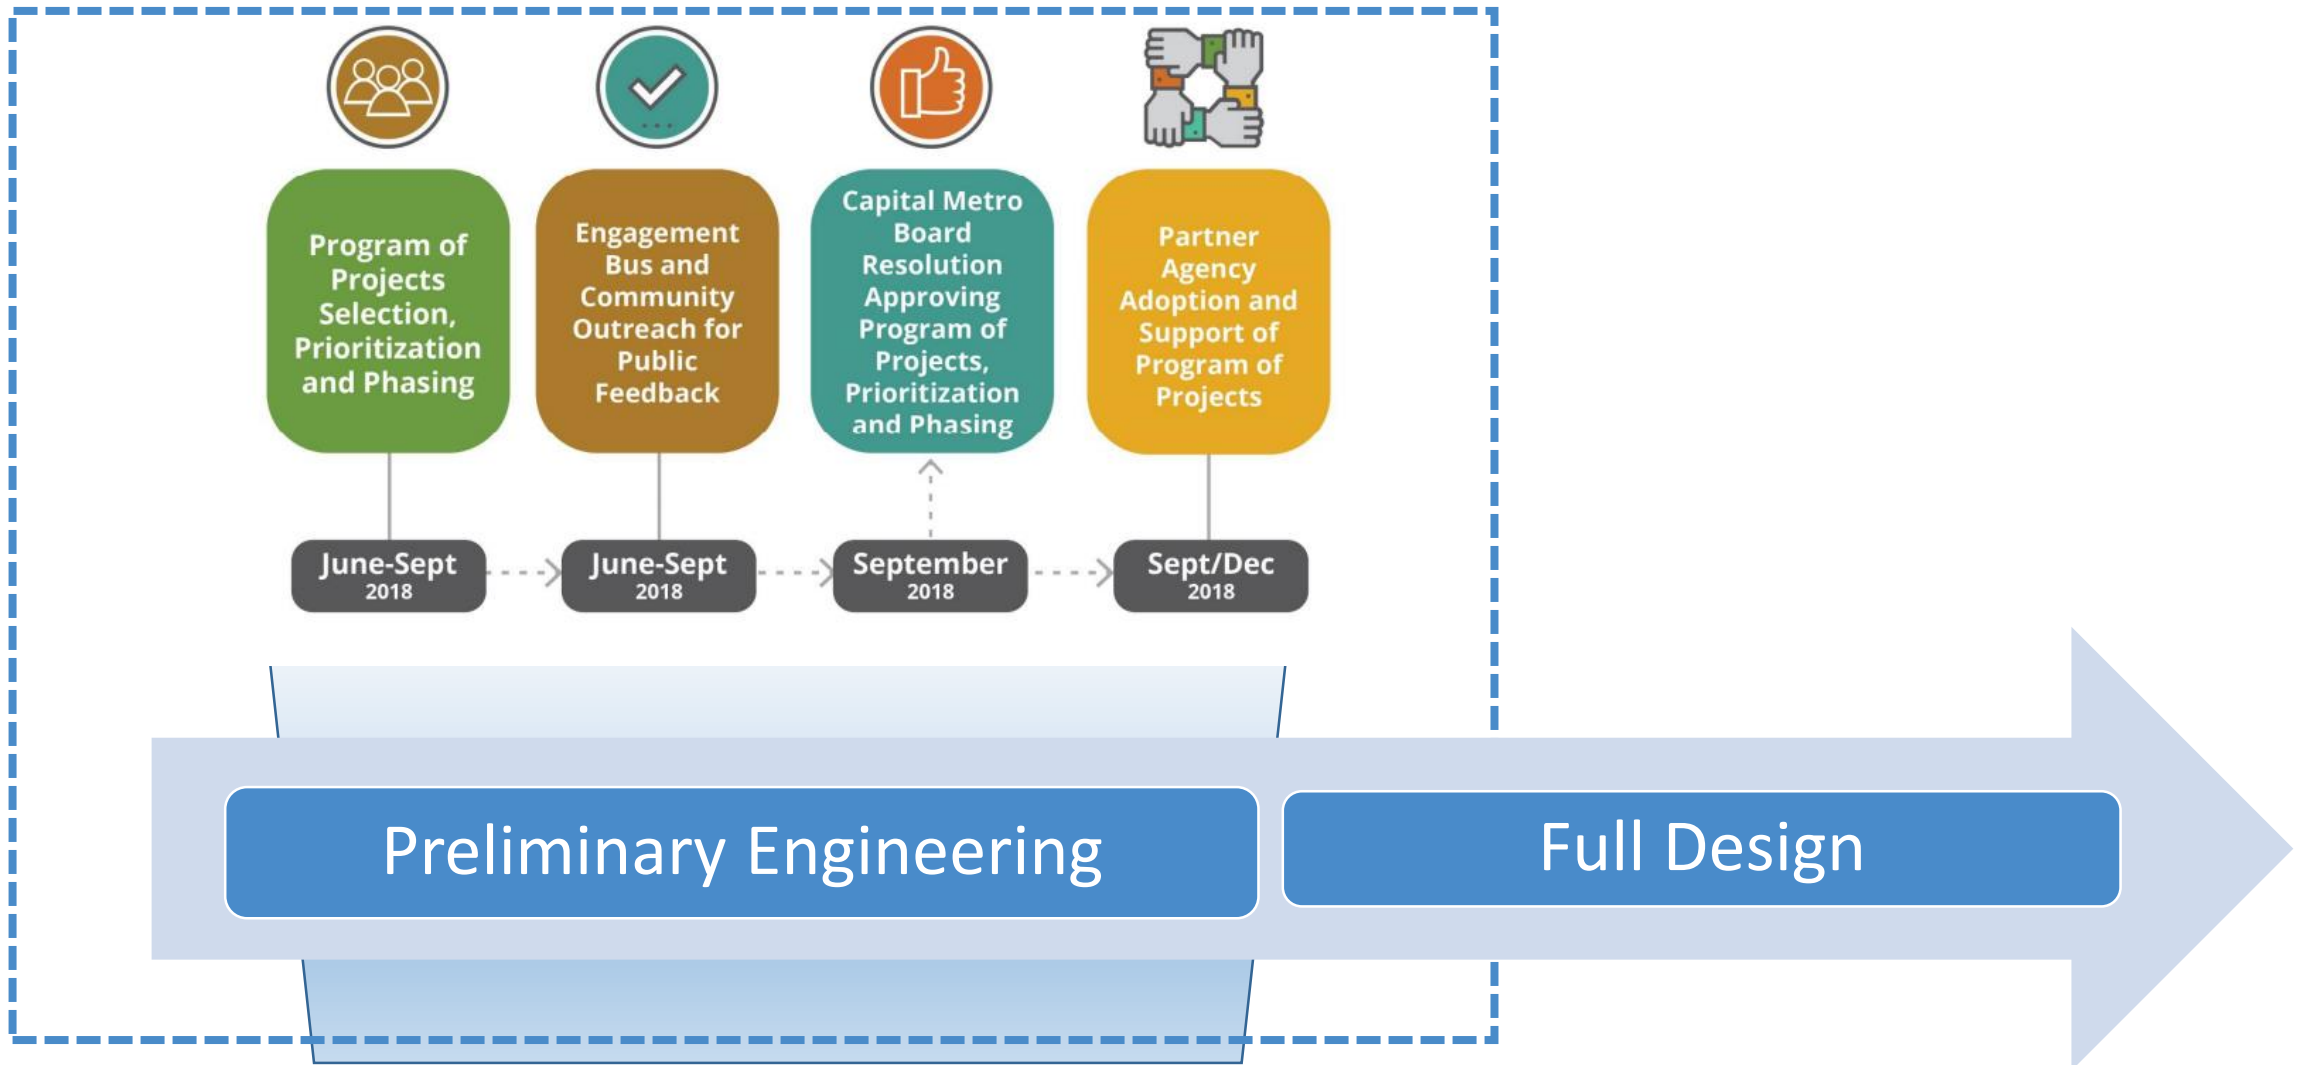 Program of
Projects
Selection,
Prioritization
and Phasing
Engagement
Bus and
Community
Outreach for
Public
Feedback
Capital Metro
Board
Resolution
Approving
Program of
Projects,
Prioritization
and Phasing
Partner
Agency
Adoption and
Support of
Program of
Projects
June-Sept
2018
June-Sept
2018
September
2018
Sept/Dec
2018
Preliminary Engineering
Full Design